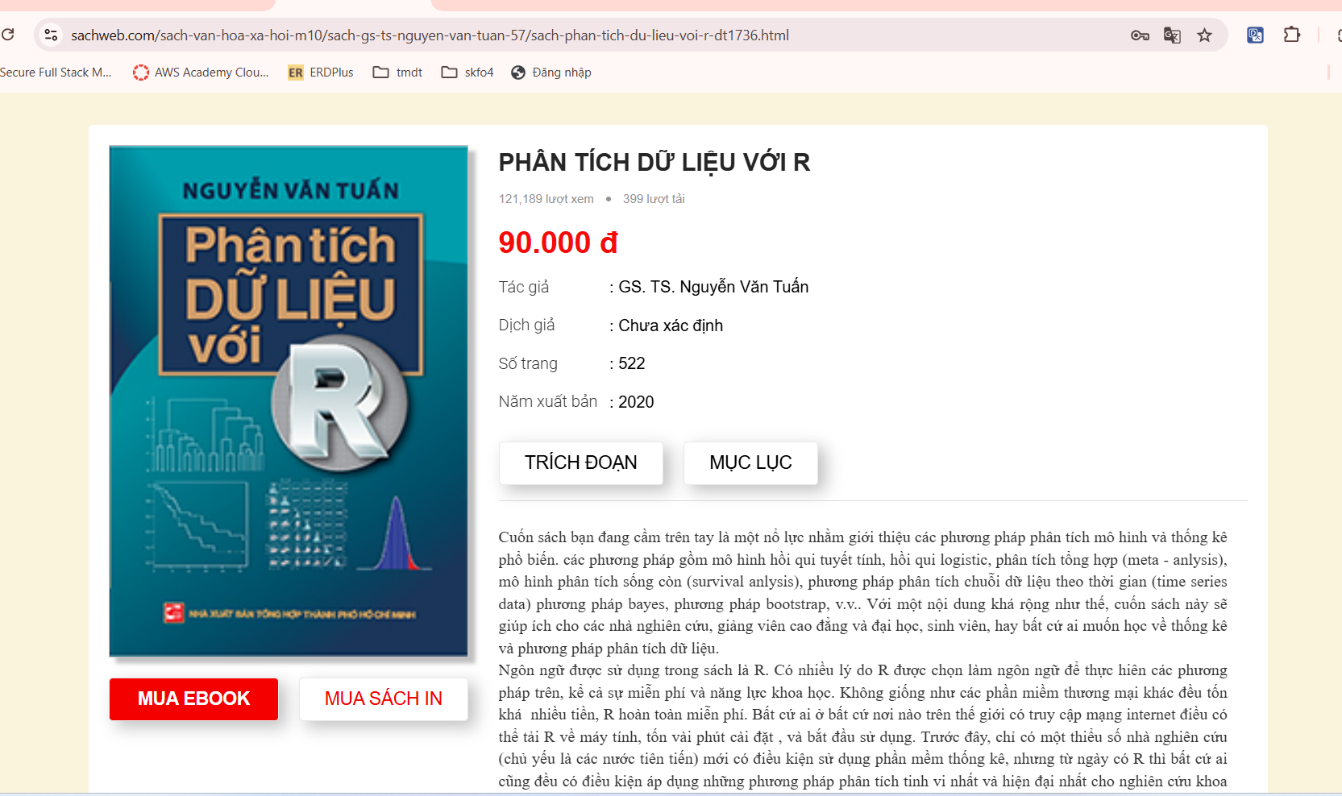 sachweb.com/sach-van-hoa-xa-hoi-m10/sach-gs-ts-nguyen-van-tuan-57/sach-phan-tich-du-lieu-voi-r-dt1736.html
Secure Full Stack M... AWS Academy Clou... ER ERDPlus tmdt skfo4 Đăng nhập
NGUYỄN VĂN TUẤN
Phân tích
DỮ LIỆU
với
R
NHÀ XUẤT BẢN TỔNG HỢP THÀNH PHỐ HỒ CHÍ MINH
MUA EBOOK MUA SÁCH IN
PHÂN TÍCH DỮ LIỆU VỚI R
121,189 lượt xem • 399 lượt tải
90.000 đ
Tác giả : GS. TS. Nguyễn Văn Tuấn
Dịch giả : Chưa xác định
Số trang : 522
Năm xuất bản : 2020
TRÍCH ĐOẠN MỤC LỤC
Cuốn sách bạn đang cầm trên tay là một nổ lực nhằm giới thiệu các phương pháp phân tích mô hình và thống kê
phổ biến. các phương pháp gồm mô hình hồi qui tuyết tính, hồi qui logistic, phân tích tổng hợp (meta - anlysis),
mô hình phân tích sống còn (survival anlysis), phương pháp phân tích chuỗi dữ liệu theo thời gian (time series
data) phương pháp bayes, phương pháp bootstrap, v.v.. Với một nội dung khá rộng như thế, cuốn sách này sẽ
giúp ích cho các nhà nghiên cứu, giảng viên cao đẳng và đại học, sinh viên, hay bất cứ ai muốn học về thống kê
và phương pháp phân tích dữ liệu.
Ngôn ngữ được sử dụng trong sách là R. Có nhiều lý do R được chọn làm ngôn ngữ để thực hiên các phương
pháp trên, kể cả sự miễn phí và năng lực khoa học. Không giống như các phần miềm thương mại khác đều tốn
khá nhiều tiền, R hoàn toàn miễn phí. Bất cứ ai ở bất cứ nơi nào trên thế giới có truy cập mạng internet điều có
thể tải R về máy tính, tốn vài phút cài đặt , và bắt đầu sử dụng. Trước đây, chỉ có một thiều số nhà nghiên cứu
(chủ yếu là các nước tiên tiến) mới có điều kiện sử dụng phần mềm thống kê, nhưng từ ngày có R thì bất cứ ai
cũng đều có điều kiện áp dụng những phương pháp phân tích tinh vi nhất và hiện đại nhất cho nghiên cứu khoa